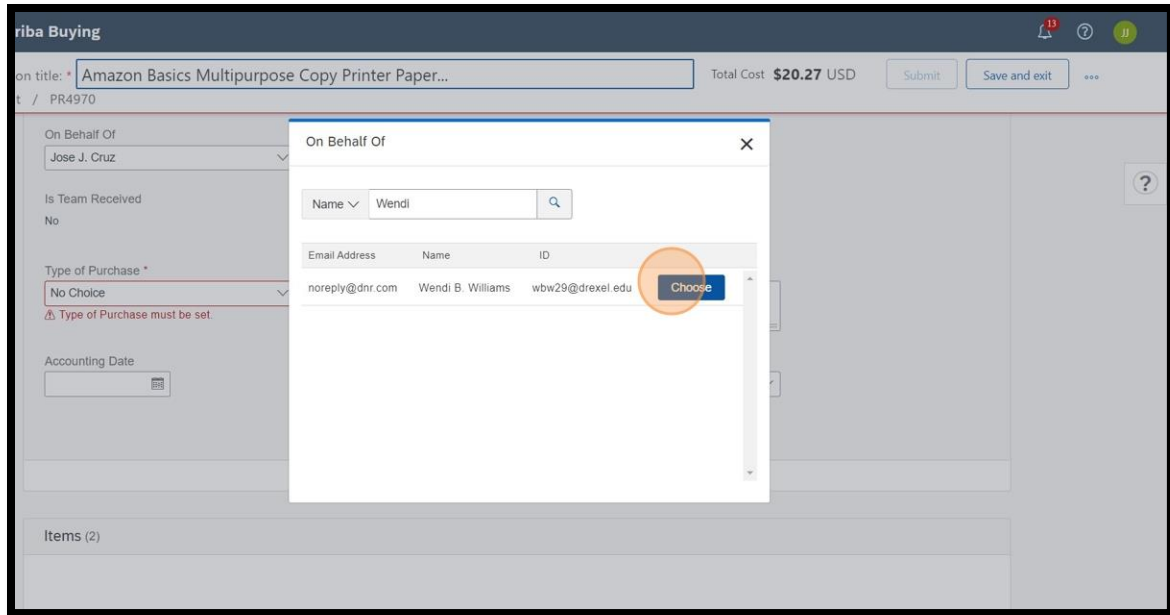 riba Buying
13
?
JJ
on title: * Amazon Basics Multipurpose Copy Printer Paper...
Total Cost $20.27 USD
Submit
Save and exit
t / PR4970
On Behalf Of
Jose J. Cruz
Is Team Received
No
Type of Purchase *
No Choice
Type of Purchase must be set.
Accounting Date
On Behalf Of
Name
Wendi
Email Address Name ID
noreply@dnr.com Wendi B. Williams wbw29@drexel.edu Choose
?
Items (2)